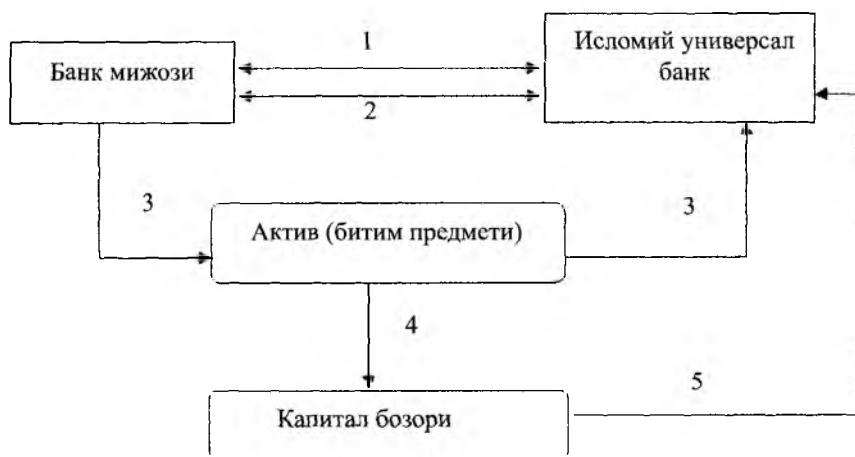 1
Банк мижози
Исломий универсал
банк
2
3
3
Актив (битим предмети)
4
5
Капитал бозори